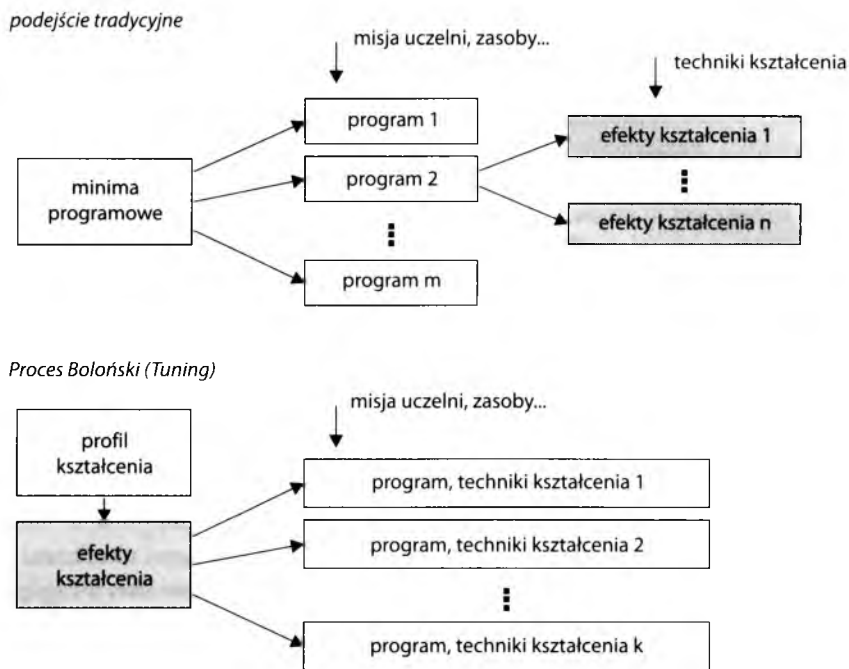 podejście tradycyjne
misja uczelni, zasoby...
techniki kształcenia
program 1
efekty kształcenia 1
minima
programowe
program 2
efekty kształcenia n
program m
Proces Boloński (Tuning)
misja uczelni, zasoby...
profil
kształcenia
program, techniki kształcenia 1
efekty
kształcenia
program, techniki kształcenia 2
program, techniki kształcenia k